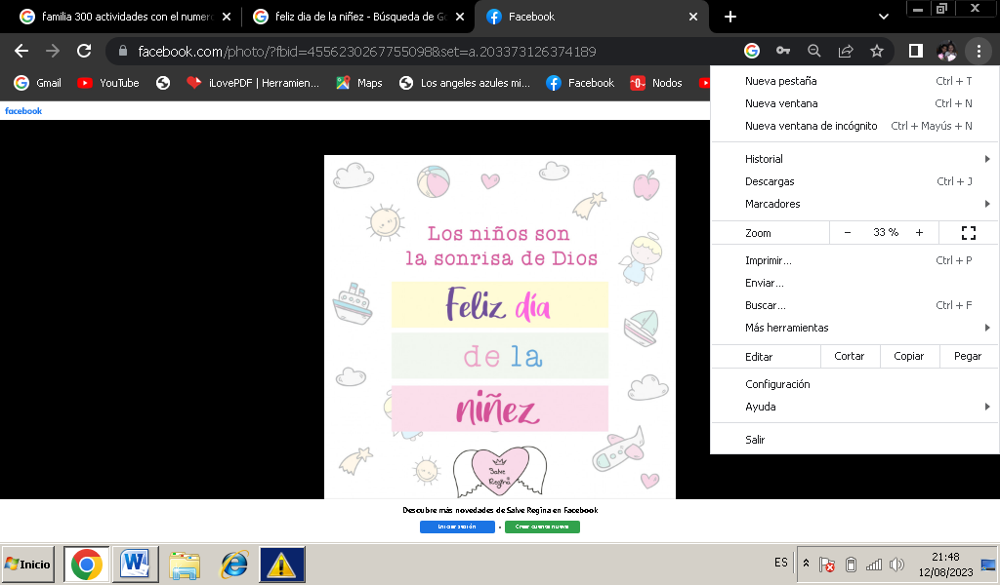 familia 300 actividades con el numero
feliz dia de la niñez - Búsqueda de Go
Facebook
facebook.com/photo/?fbid=4556230267755098&set=a.203373126374189
Gmail
YouTube
iLovePDF | Herramien...
Maps
Los angeles azules mi...
Facebook
Nodos
facebook
Los niños son
la sonrisa de Dios
Feliz día
de la
niñez
Salve
Regina
Nueva pestaña Ctrl + T
Nueva ventana Ctrl + N
Nueva ventana de incógnito Ctrl + Mayús + N
Historial
Descargas Ctrl + J
Marcadores
Zoom − 33 % +
Imprimir... Ctrl + P
Enviar...
Buscar... Ctrl + F
Más herramientas
Editar Cortar Copiar Pegar
Configuración
Ayuda
Salir
Descubre más novedades de Salve Regina en Facebook
Iniciar sesión
Crear cuenta nueva
Inicio
ES
21:48
12/08/2023